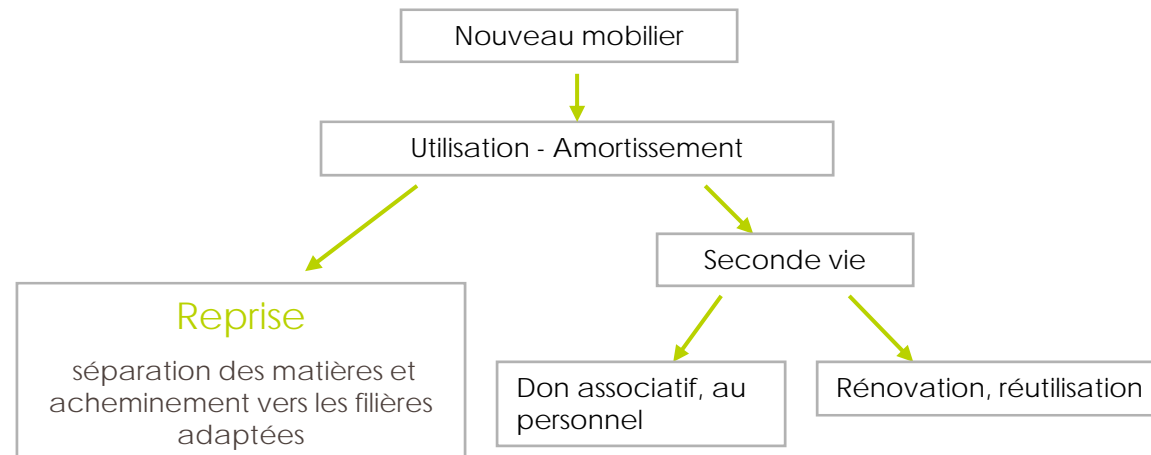 Nouveau mobilier
Utilisation - Amortissement
Seconde vie
Reprise
séparation des matières et
acheminement vers les filières
adaptées
Don associatif, au
personnel
Rénovation, réutilisation